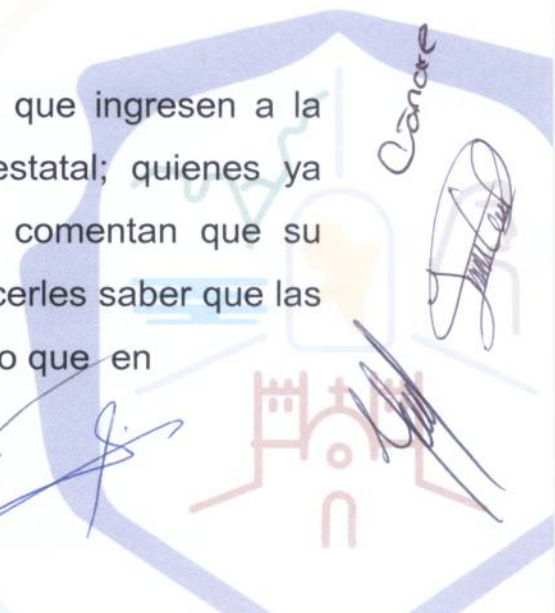 que ingresen a la
estatal; quienes ya
comentan que su
cerles saber que las
o que en